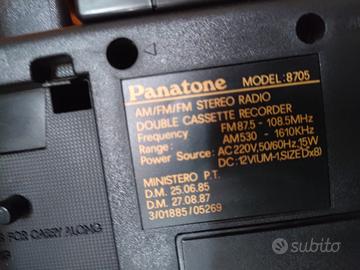 Panatone MODEL:8705
AM/FM/FM STEREO RADIO
DOUBLE CASSETTE RECORDER
Frequency FM87.5 - 108.5MHz
Range: AM530 - 1610KHz
Power Source: AC220V,50/60Hz,15W
DC:12V(UM-1,SIZEDx8)
MINISTERO P.T.
D.M. 25.06.85
D.M. 27.08.87
3/01885/05269
S FOR CARRY ALONG
subito